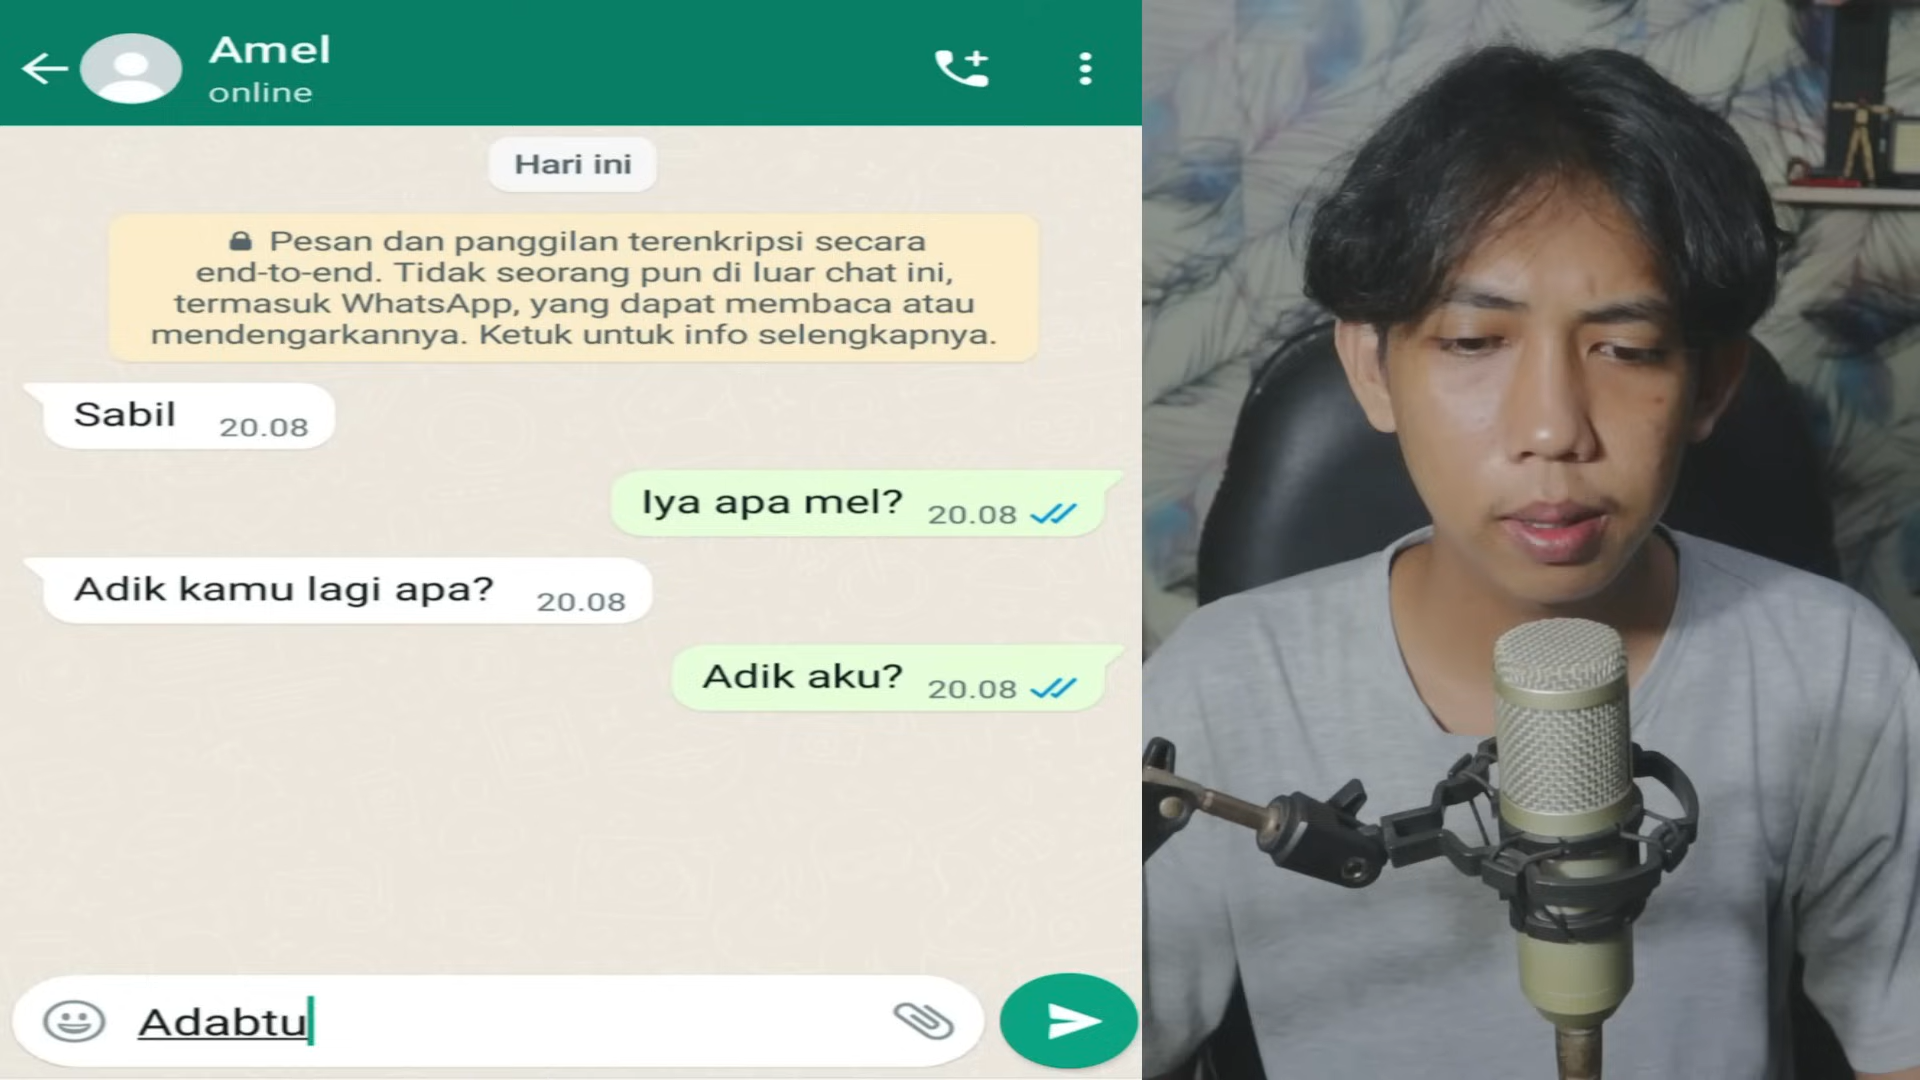 Amel
online
Hari ini
Pesan dan panggilan terenkripsi secara
end-to-end. Tidak seorang pun di luar chat ini,
termasuk WhatsApp, yang dapat membaca atau
mendengarkannya. Ketuk untuk info selengkapnya.
Sabil 20.08
Iya apa mel? 20.08
Adik kamu lagi apa? 20.08
Adik aku? 20.08
Adabtu